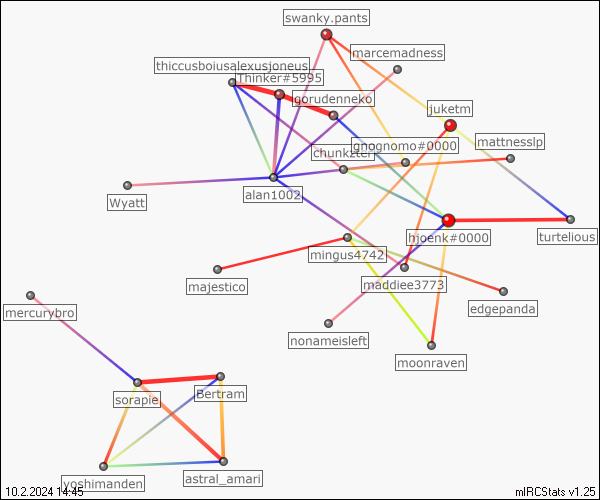 swanky.pants
marcemadness
thiccusboiusalexusjoneus
Thinker#5995
gorudenneko
juketm
gnognomo#0000
mattnesslp
chunkzter
alan1002
Wyatt
hjoenk#0000
turtelious
mingus4742
majestico
maddiee3773
edgepanda
mercurybro
nonameisleft
moonraven
sorapie
Bertram
yoshimanden
astral_amari
10.2.2024 14:45
mIRCStats v1.25